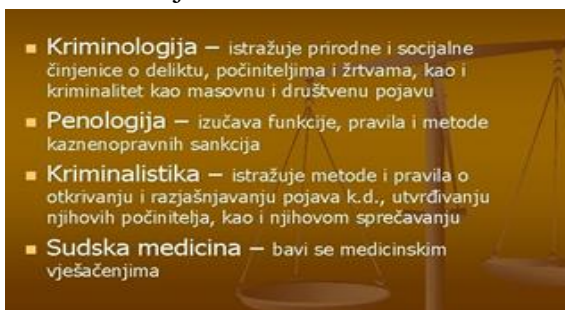 Kriminologija – istražuje prirodne i socijalne
činjenice o deliktu, počiniteljima i žrtvama, kao i
kriminalitet kao masovnu i društvenu pojavu
Penologija – izučava funkcije, pravila i metode
kaznenopravnih sankcija
Kriminalistika – istražuje metode i pravila o
otkrivanju i razjašnjavanju pojava k.d., utvrđivanju
njihovih počinitelja, kao i njihovom sprečavanju
Sudska medicina – bavi se medicinskim
vješačenjima